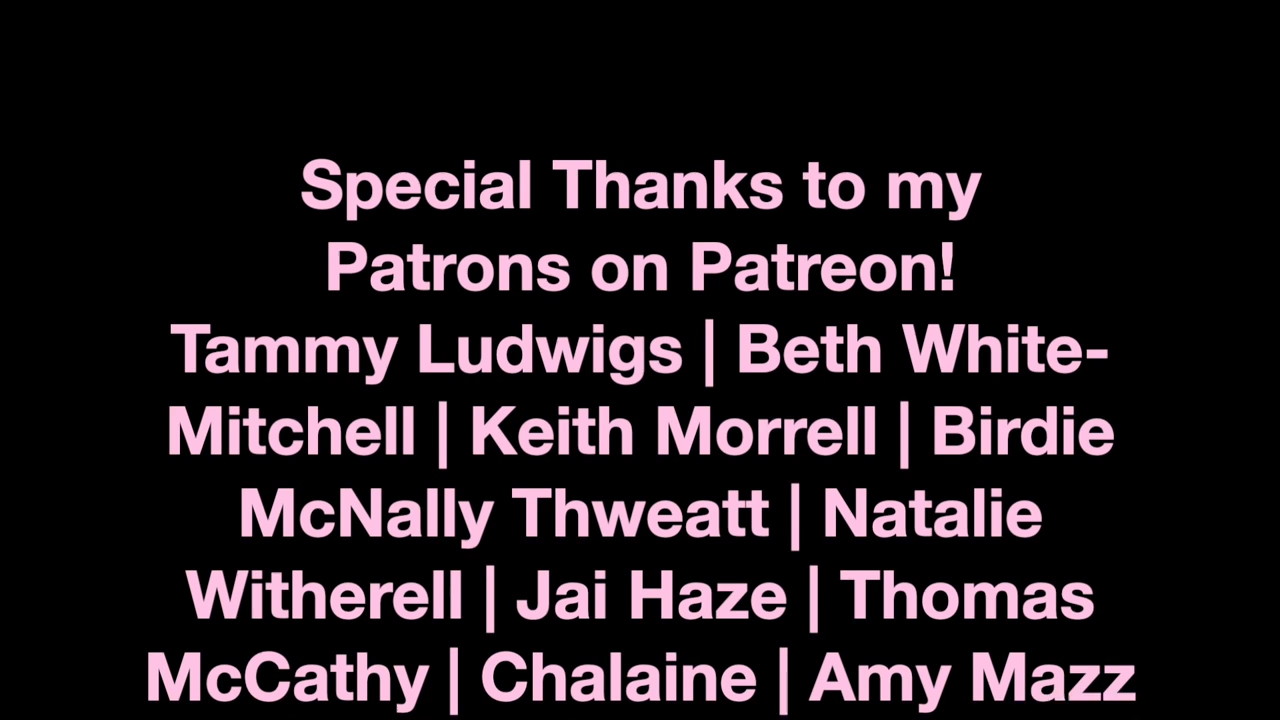 Special Thanks to my
Patrons on Patreon!
Tammy Ludwigs | Beth White-
Mitchell | Keith Morrell | Birdie
McNally Thweatt | Natalie
Witherell | Jai Haze | Thomas
McCathy | Chalaine | Amy Mazz